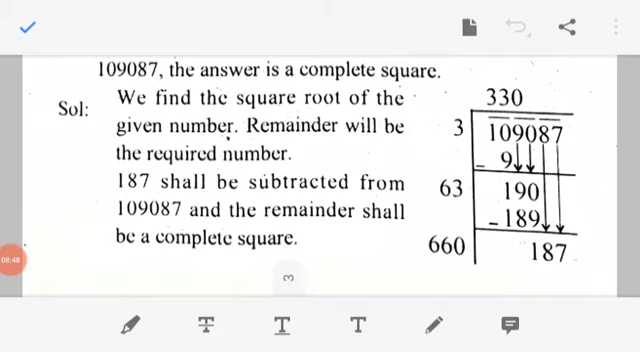 109087, the answer is a complete square.
Sol: We find the square root of the
given number. Remainder will be
the required number.
187 shall be subtracted from
109087 and the remainder shall
be a complete square.
330
3 109087
- 9
63 190
- 189
660 187
3
08:48
T T T